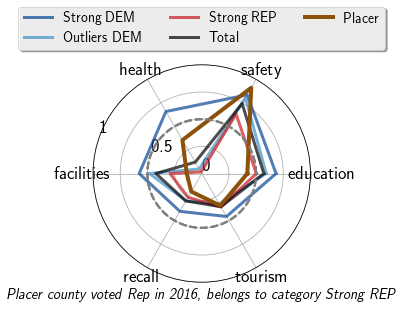 Strong DEM Strong REP Placer
Outliers DEM Total
health safety
1
0.5
0
facilities education
recall tourism
Placer county voted Rep in 2016, belongs to category Strong REP